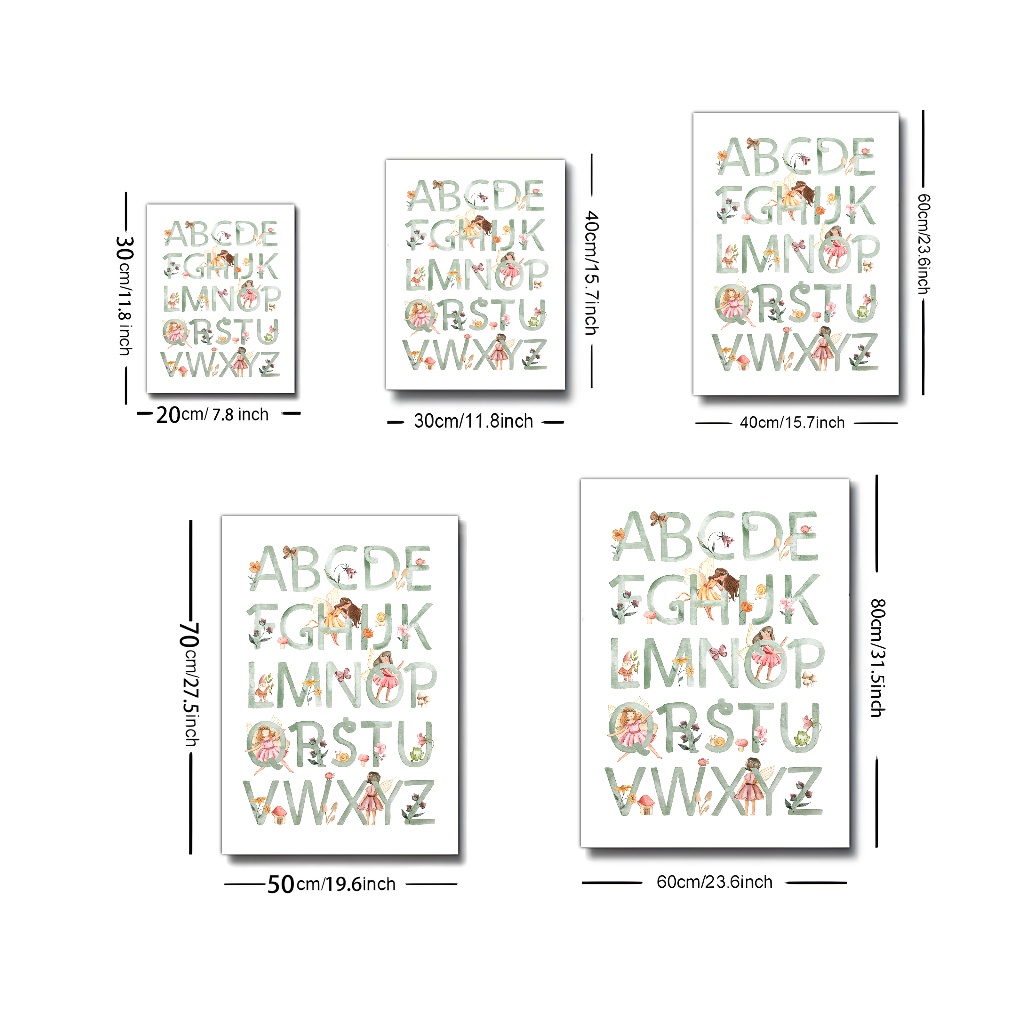 ABCDE
FGHIJK
LMNOP
QRSTU
VWXYZ
30cm/11.8 inch
20cm/ 7.8 inch
ABCDE
FGHIJK
LMNOP
QRSTU
VWXYZ
40cm/15.7inch
30cm/11.8inch
ABCDE
FGHIJK
LMNOP
QRSTU
VWXYZ
60cm/23.6inch
40cm/15.7inch
70cm/27.5inch
ABCDE
FGHIJK
LMNOP
QRSTU
VWXYZ
50cm/19.6inch
ABCDE
FGHIJK
LMNOP
QRSTU
VWXYZ
80cm/31.5inch
60cm/23.6inch